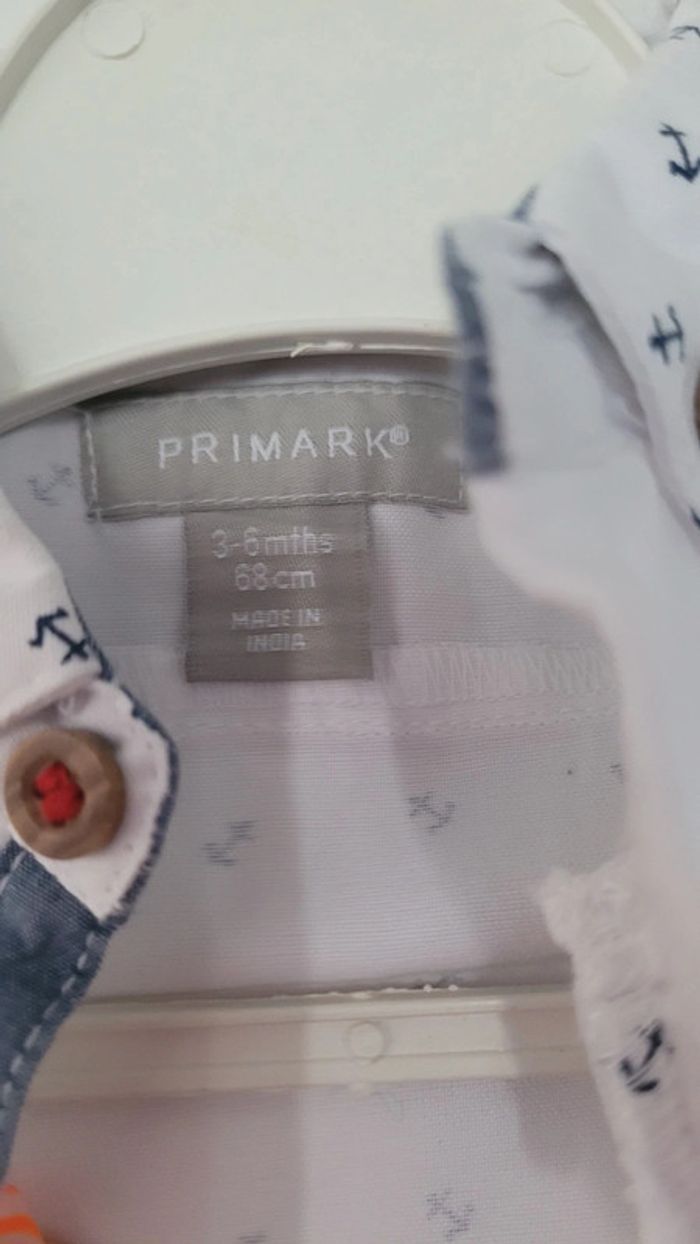 PRIMARK®
3-6mths
68cm
MADE IN
INDIA